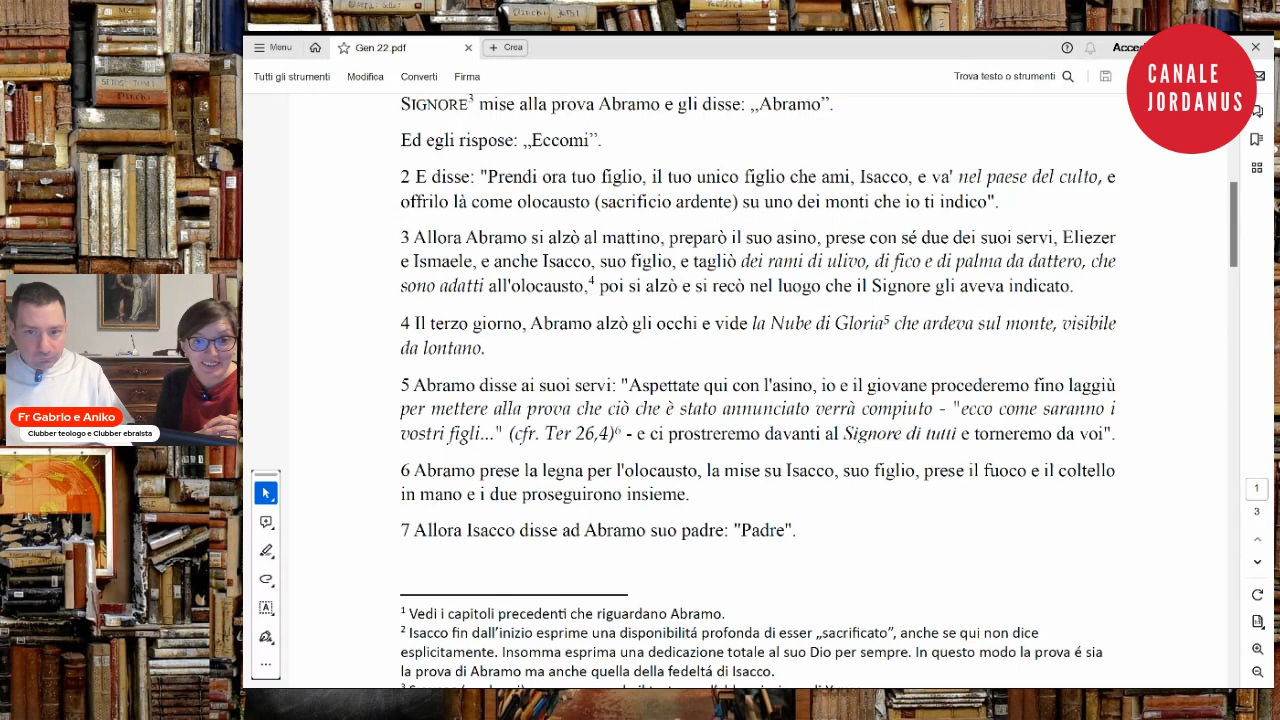 CANALE
JORDANUS
Menu
Gen 22.pdf
Crea
Tutti gli strumenti
Modifica
Converti
Firma
Trova testo o strumenti
SIGNORE³ mise alla prova Abramo e gli disse: „Abramo”.
Ed egli rispose: „Eccomi”.
2 E disse: "Prendi ora tuo figlio, il tuo unico figlio che ami, Isacco, e va' nel paese del culto, e
offrilo là come olocausto (sacrificio ardente) su uno dei monti che io ti indico".
3 Allora Abramo si alzò al mattino, preparò il suo asino, prese con sé due dei suoi servi, Eliezer
e Ismaele, e anche Isacco, suo figlio, e tagliò dei rami di ulivo, di fico e di palma da dattero, che
sono adatti all'olocausto,⁴ poi si alzò e si recò nel luogo che il Signore gli aveva indicato.
4 Il terzo giorno, Abramo alzò gli occhi e vide la Nube di Gloria⁵ che ardeva sul monte, visibile
da lontano.
5 Abramo disse ai suoi servi: "Aspettate qui con l'asino, io e il giovane procederemo fino laggiù
per mettere alla prova che ciò che è stato annunciato verrà compiuto - "ecco come saranno i
vostri figli..." (cfr. Ter 26,4)⁶ - e ci prostreremo davanti al Signore di tutti e torneremo da voi".
6 Abramo prese la legna per l'olocausto, la mise su Isacco, suo figlio, prese il fuoco e il coltello
in mano e i due proseguirono insieme.
7 Allora Isacco disse ad Abramo suo padre: "Padre".
¹ Vedi i capitoli precedenti che riguardano Abramo.
² Isacco fin dall'inizio esprime una disponibilitá profonda di esser „sacrificato", anche se qui non dice
esplicitamente. Insomma esprima una dedicazione totale al suo Dio per sempre. In questo modo la prova é sia
la prova di Abramo ma anche quella della fedeltá di Isacco.
1
3
Fr Gabrio e Aniko
Clubber teologo e Clubber ebraista